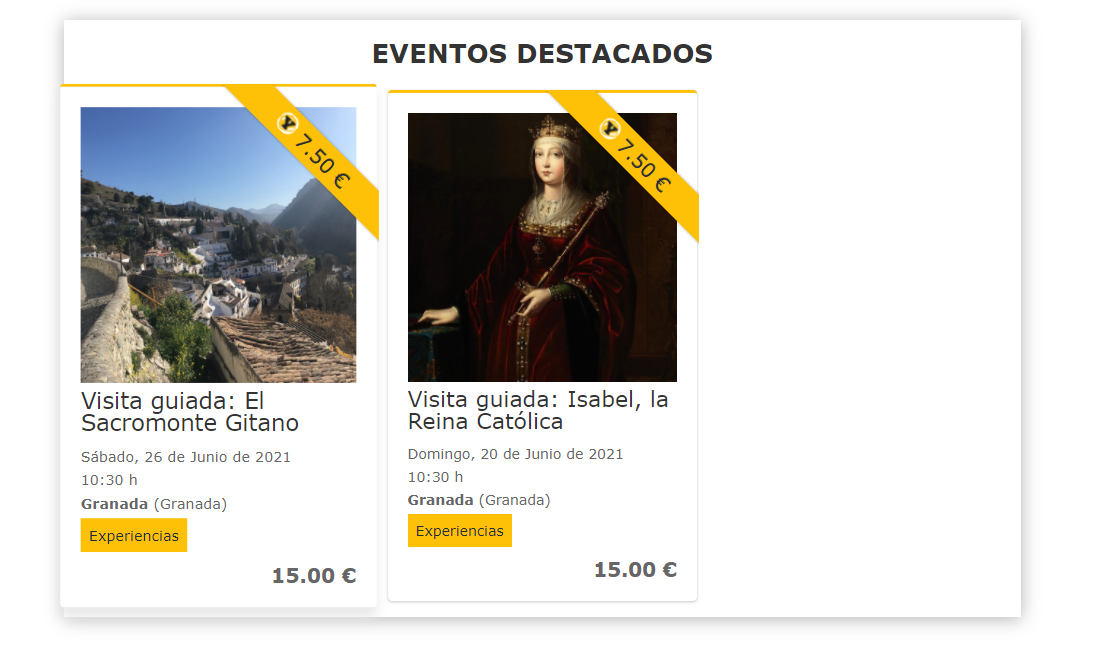 EVENTOS DESTACADOS
Y 7.50 €
Visita guiada: El
Sacromonte Gitano
Sábado, 26 de Junio de 2021
10:30 h
Granada (Granada)
Experiencias
15.00 €
Y 7.50 €
Visita guiada: Isabel, la
Reina Católica
Domingo, 20 de Junio de 2021
10:30 h
Granada (Granada)
Experiencias
15.00 €